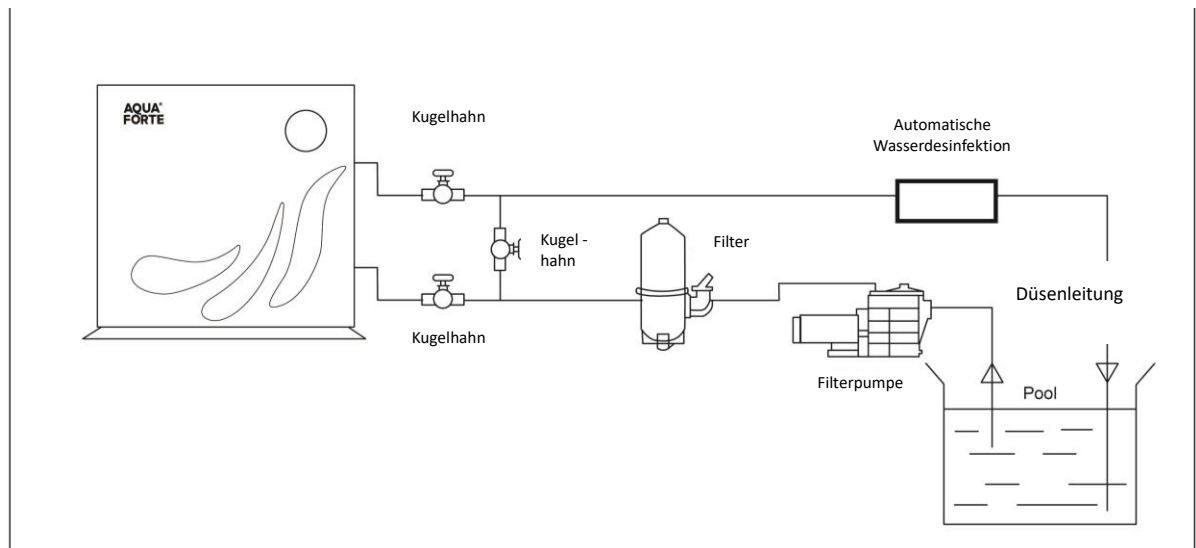 AQUA®
FORTE
Kugelhahn
Automatische
Wasserdesinfektion
Kugel -
hahn
Filter
Düsenleitung
Kugelhahn
Filterpumpe
Pool